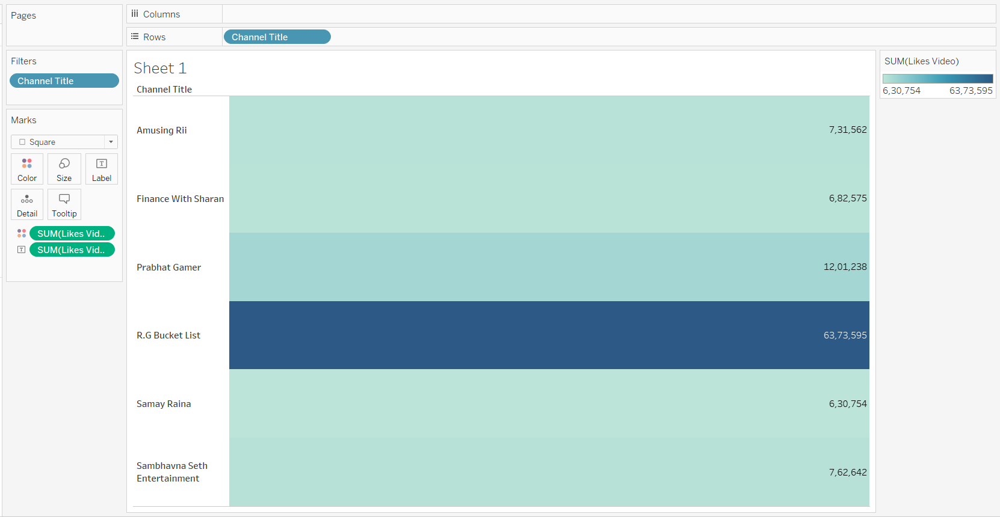 Pages
Columns
Rows
Channel Title
Filters
Channel Title
Marks
Square
Color
Size
Label
Detail
Tooltip
SUM(Likes Vid..
SUM(Likes Vid..
Sheet 1
Channel Title
Amusing Rii
7,31,562
Finance With Sharan
6,82,575
Prabhat Gamer
12,01,238
R.G Bucket List
63,73,595
Samay Raina
6,30,754
Sambhavna Seth
Entertainment
7,62,642
SUM(Likes Video)
6,30,754
63,73,595